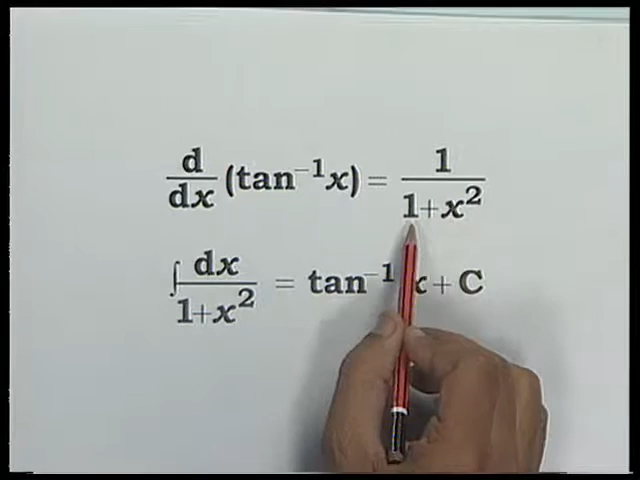 d/dx (tan⁻¹x) = 1/(1+x²)
∫dx/(1+x²) = tan⁻¹ x + C